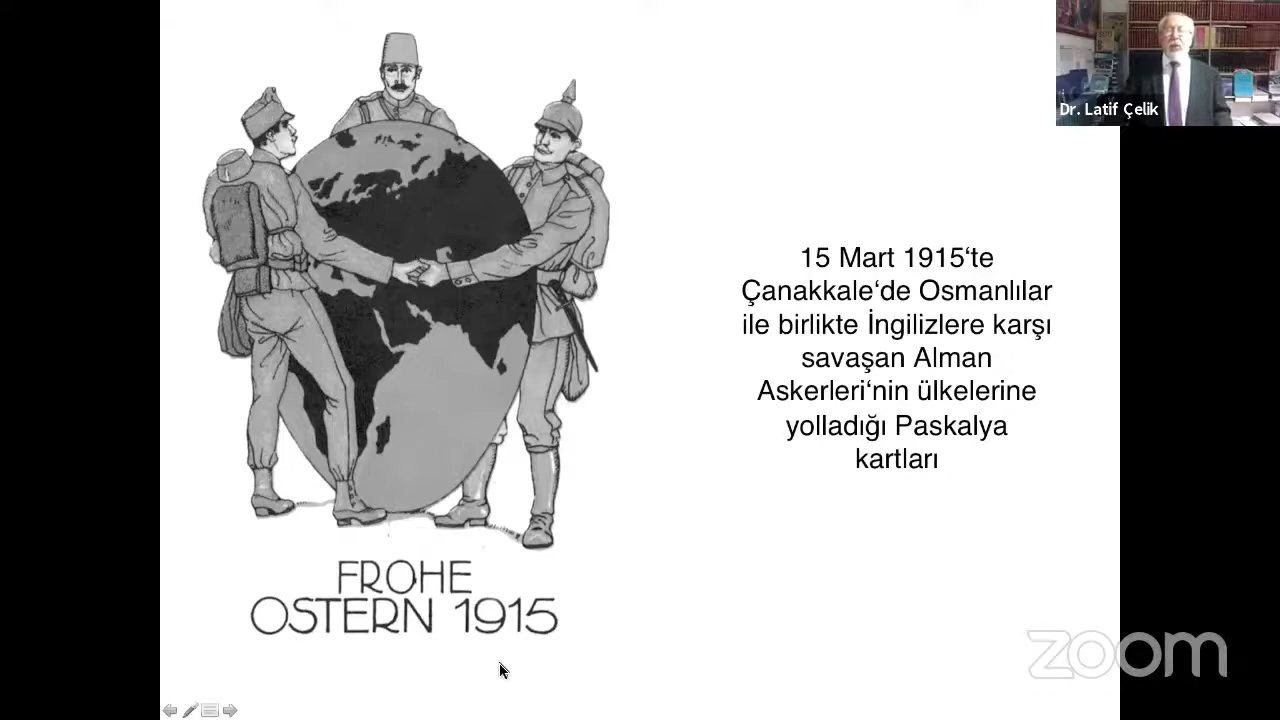 Dr. Latif Çelik
15 Mart 1915‘te
Çanakkale‘de Osmanlılar
ile birlikte İngilizlere karşı
savaşan Alman
Askerleri‘nin ülkelerine
yolladığı Paskalya
kartları
FROHE
OSTERN 1915
zoom